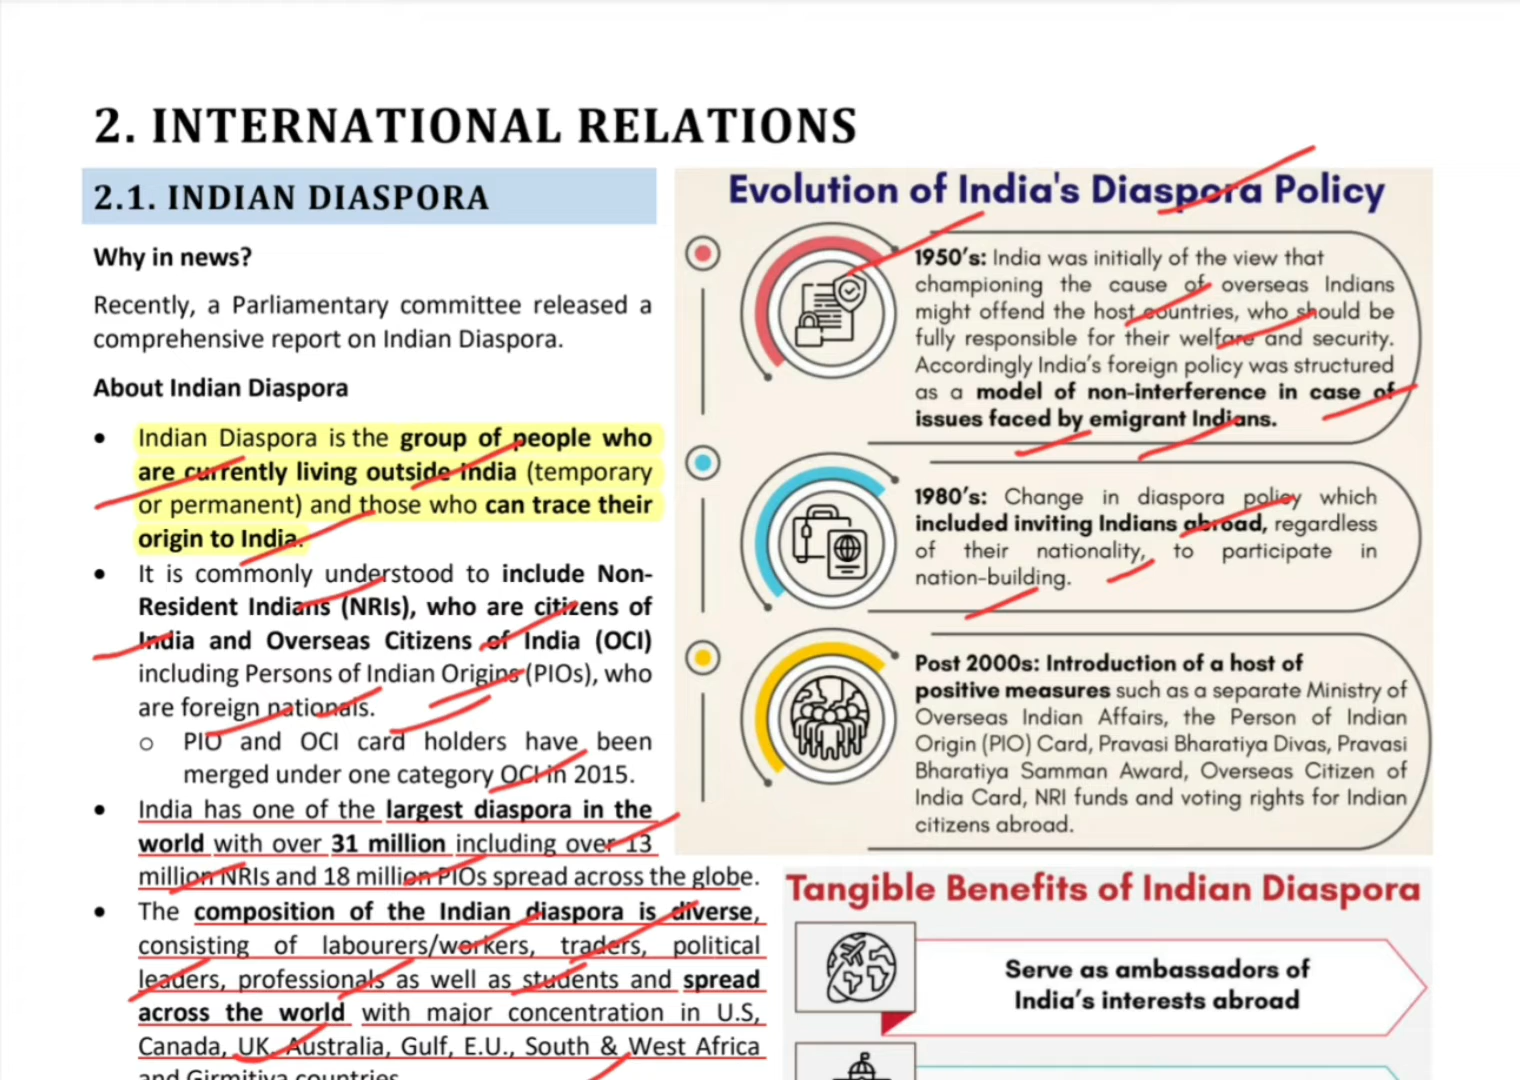 2. INTERNATIONAL RELATIONS
2.1. INDIAN DIASPORA
Why in news?
Recently, a Parliamentary committee released a
comprehensive report on Indian Diaspora.
About Indian Diaspora
• Indian Diaspora is the group of people who
are currently living outside India (temporary
or permanent) and those who can trace their
origin to India.
• It is commonly understood to include Non-
Resident Indians (NRIs), who are citizens of
India and Overseas Citizens of India (OCI)
including Persons of Indian Origins (PIOs), who
are foreign nationals.
o PIO and OCI card holders have been
merged under one category OCI in 2015.
• India has one of the largest diaspora in the
world with over 31 million including over 13
million NRIs and 18 million PIOs spread across the globe.
• The composition of the Indian diaspora is diverse,
consisting of labourers/workers, traders, political
leaders, professionals as well as students and spread
across the world with major concentration in U.S,
Canada, UK, Australia, Gulf, E.U., South & West Africa
and Girmitiya countries.
Evolution of India's Diaspora Policy
1950's: India was initially of the view that
championing the cause of overseas Indians
might offend the host countries, who should be
fully responsible for their welfare and security.
Accordingly India's foreign policy was structured
as a model of non-interference in case of
issues faced by emigrant Indians.
1980's: Change in diaspora policy which
included inviting Indians abroad, regardless
of their nationality, to participate in
nation-building.
Post 2000s: Introduction of a host of
positive measures such as a separate Ministry of
Overseas Indian Affairs, the Person of Indian
Origin (PIO) Card, Pravasi Bharatiya Divas, Pravasi
Bharatiya Samman Award, Overseas Citizen of
India Card, NRI funds and voting rights for Indian
citizens abroad.
Tangible Benefits of Indian Diaspora
Serve as ambassadors of
India's interests abroad